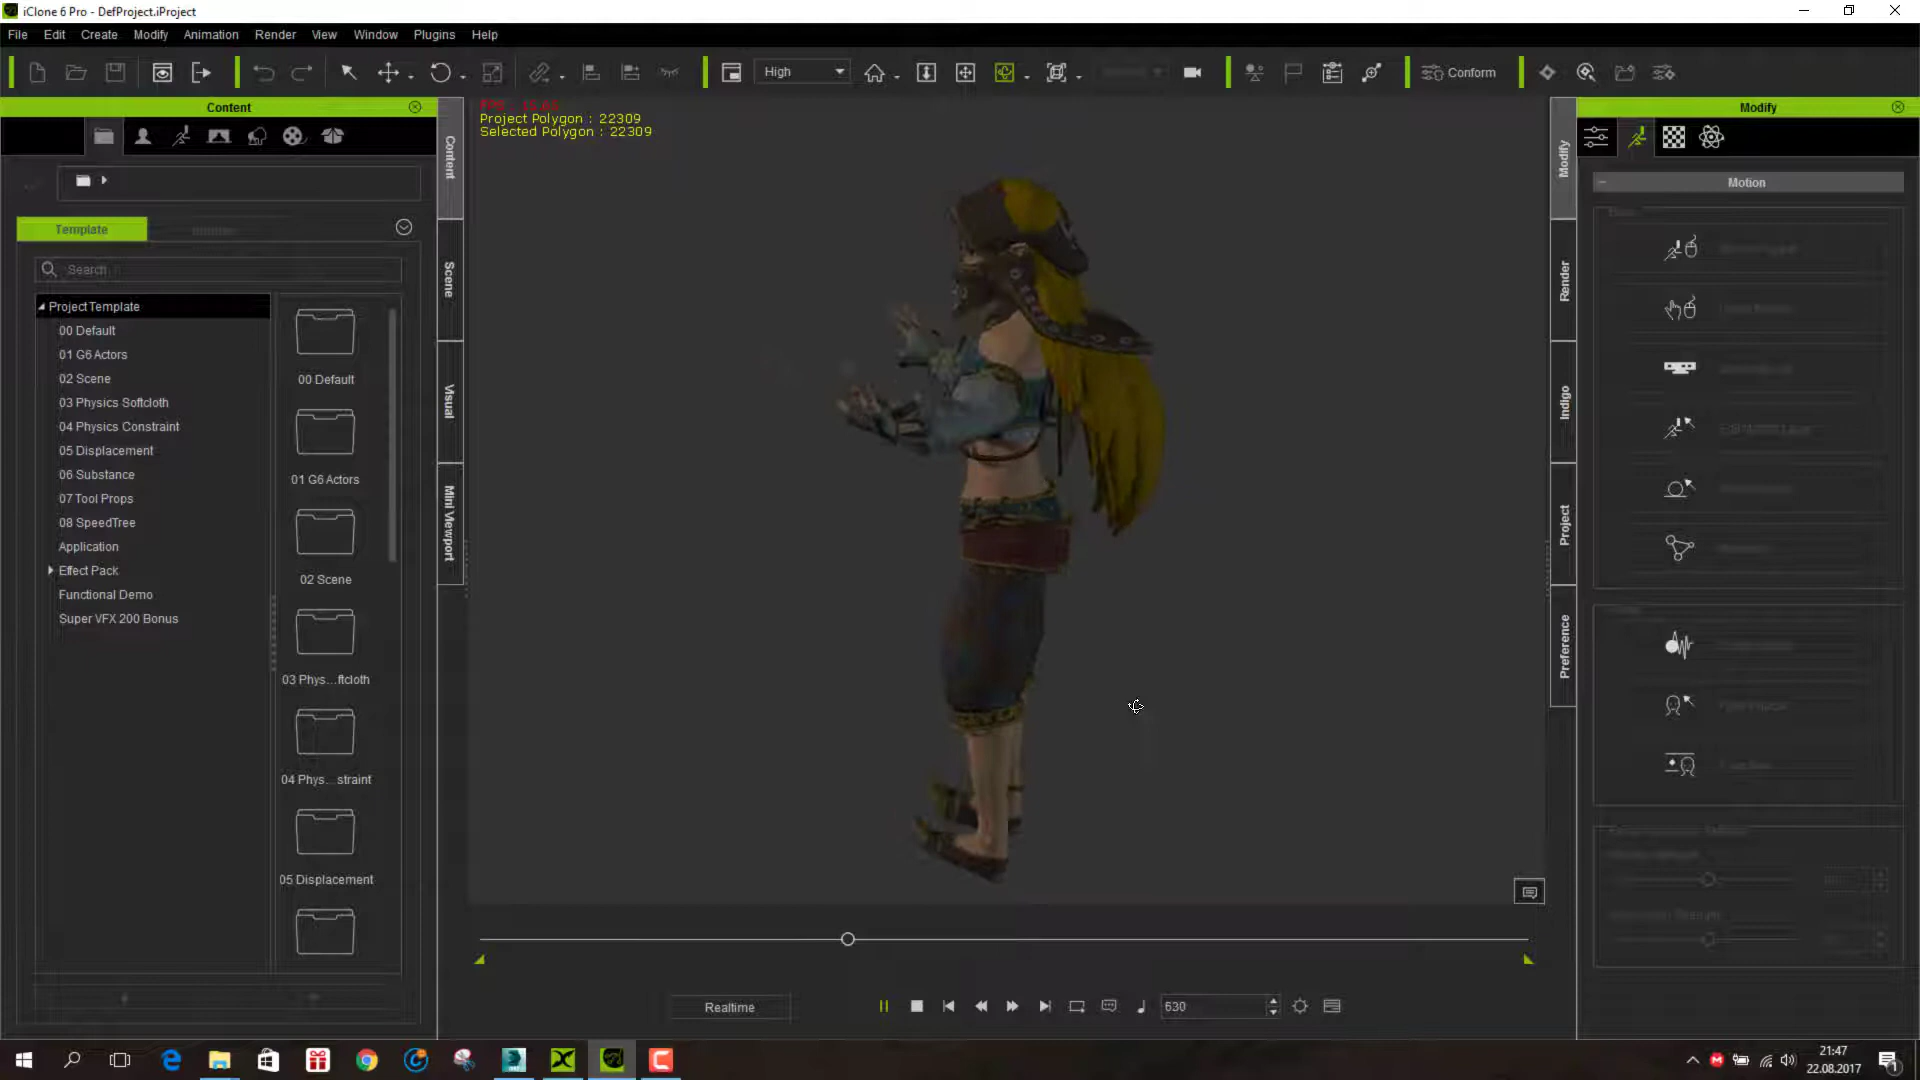 iClone 6 Pro - DefProject.iProject
File Edit Create Modify Animation Render View Window Plugins Help
High
Conform
Content
Modify
Project Polygon : 22309
Selected Polygon : 22309
Content
Scene
Visual
Mini Viewport
Template
Search
Project Template
00 Default
01 G6 Actors
02 Scene
03 Physics Softcloth
04 Physics Constraint
05 Displacement
06 Substance
07 Tool Props
08 SpeedTree
Application
Effect Pack
Functional Demo
Super VFX 200 Bonus
00 Default
01 G6 Actors
02 Scene
03 Phys...ftcloth
04 Phys... straint
05 Displacement
Modify
Render
Indigo
Project
Preference
Motion
Realtime
630
21:47
22.08.2017